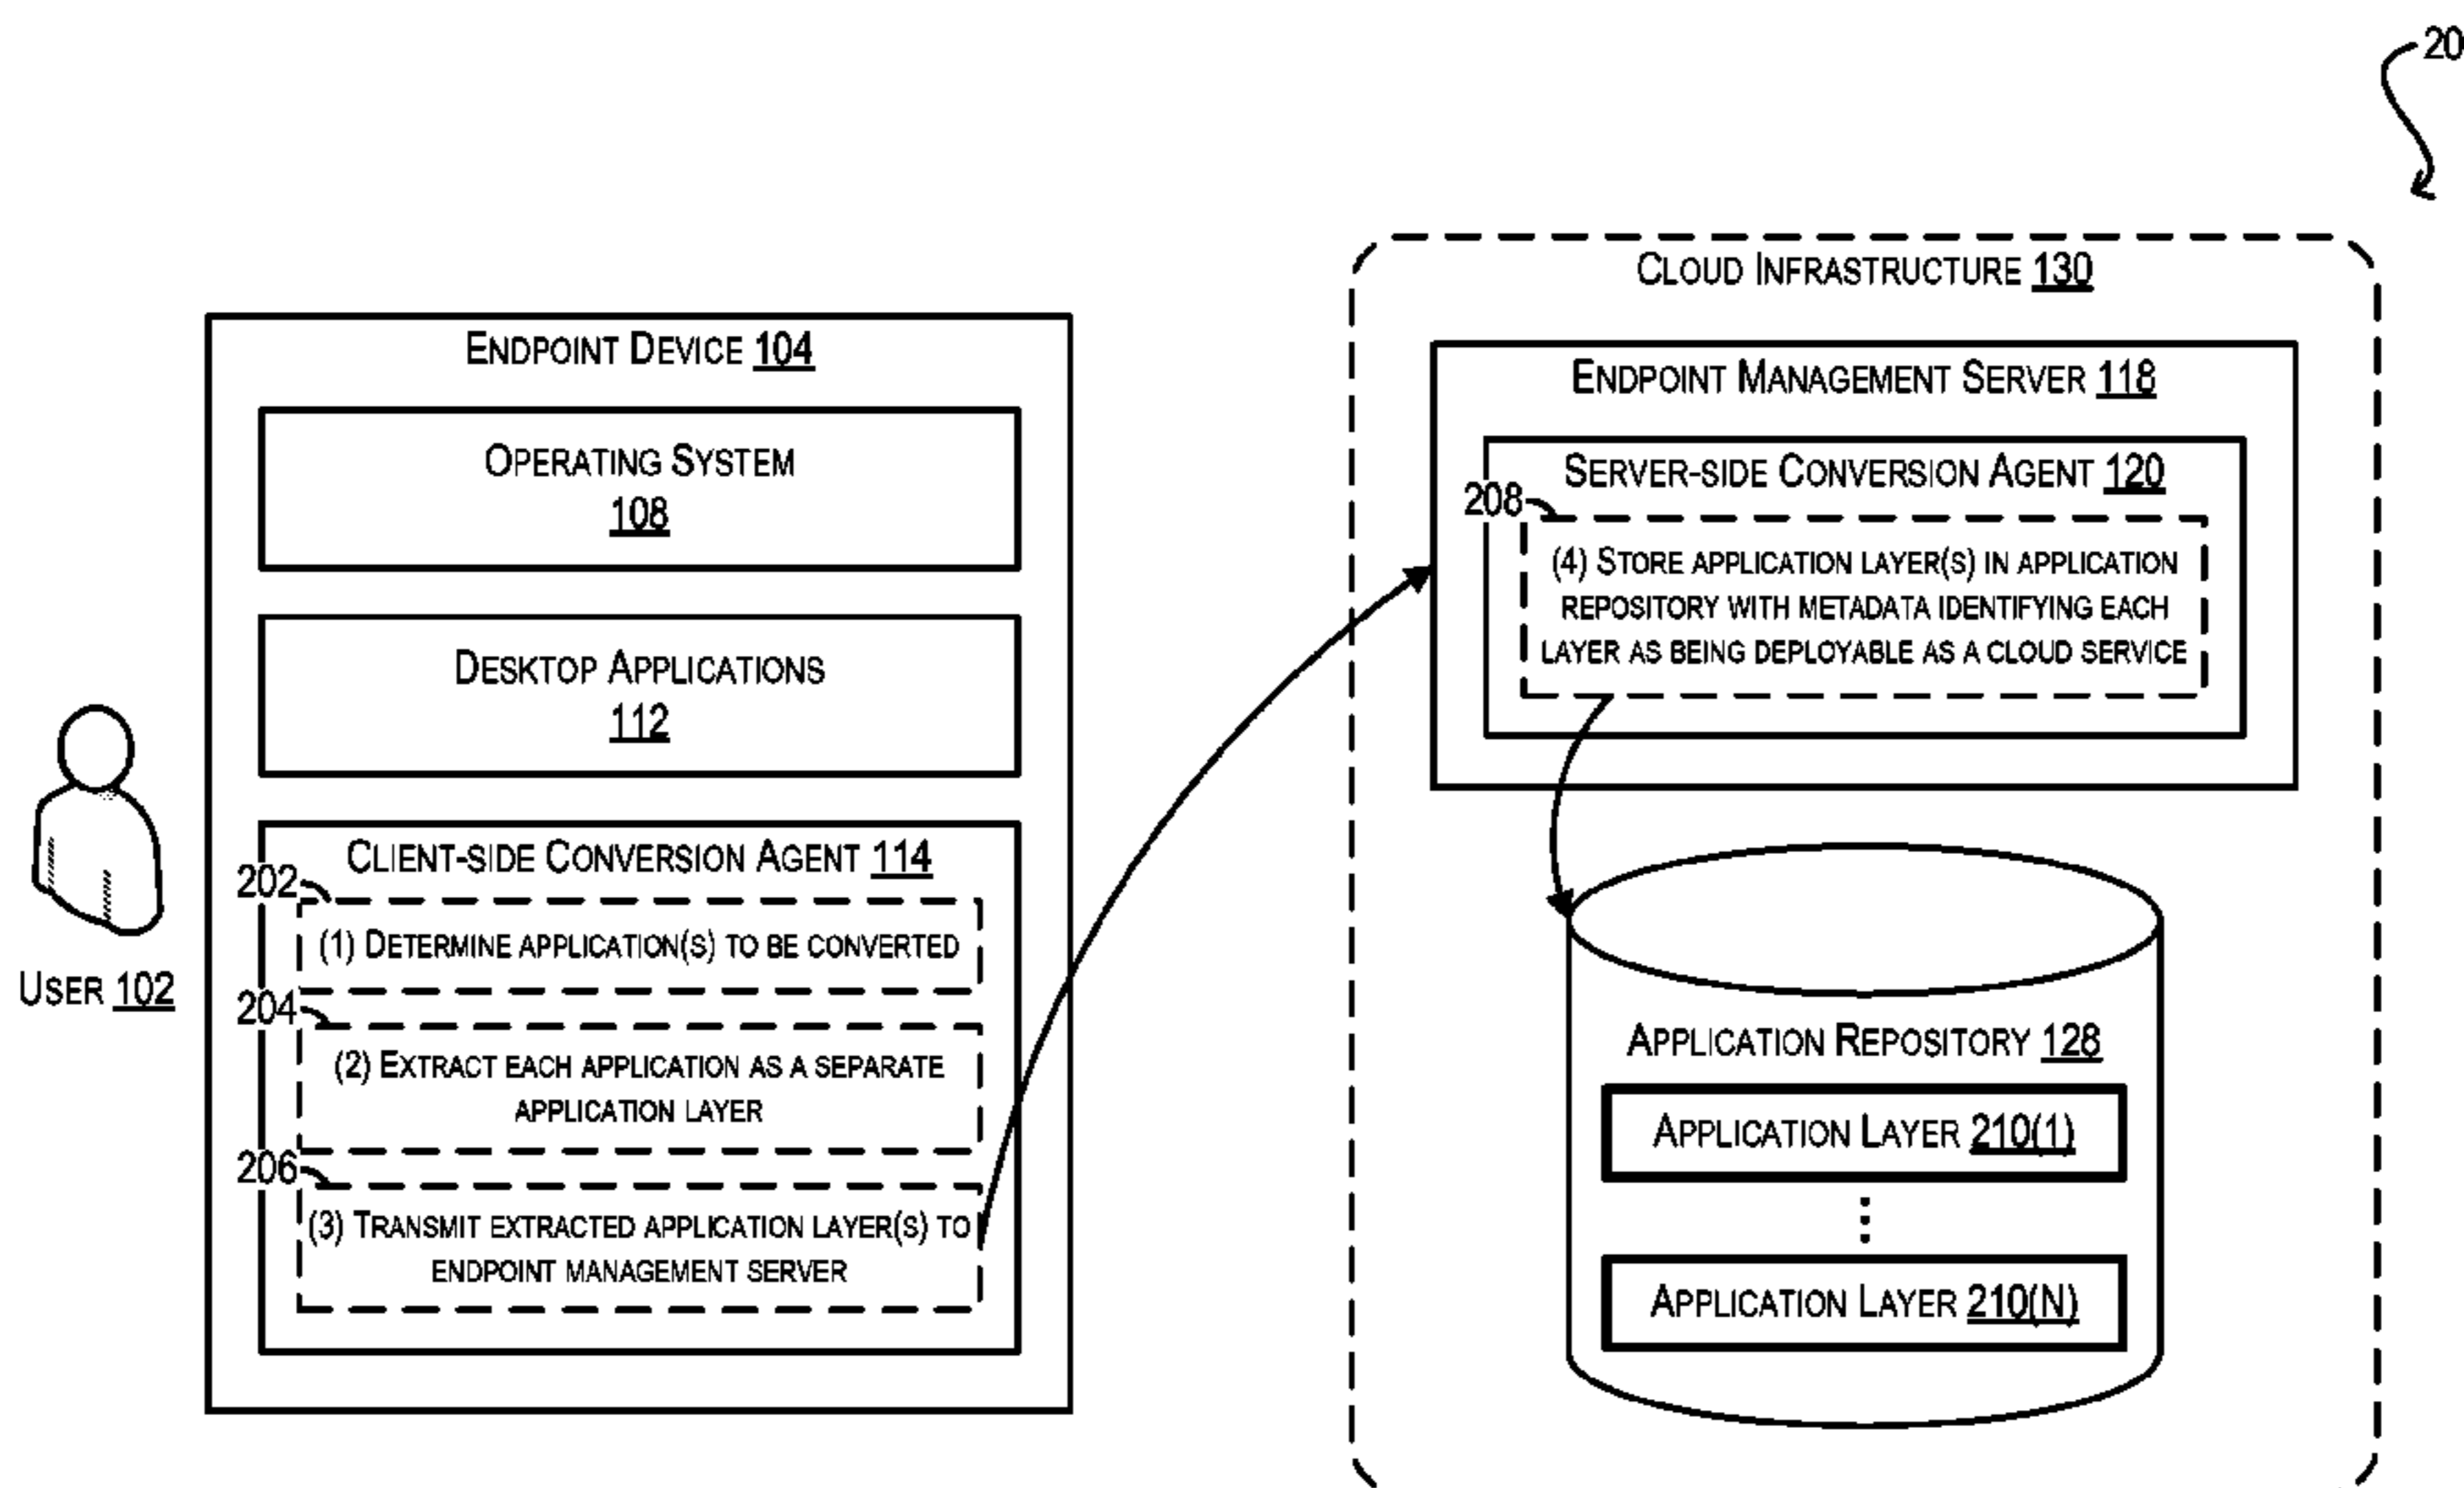 20
CLOUD INFRASTRUCTURE 130
ENDPOINT DEVICE 104
OPERATING SYSTEM
108
DESKTOP APPLICATIONS
112
CLIENT-SIDE CONVERSION AGENT 114
202
(1) DETERMINE APPLICATION(S) TO BE CONVERTED
204
(2) EXTRACT EACH APPLICATION AS A SEPARATE
APPLICATION LAYER
206
(3) TRANSMIT EXTRACTED APPLICATION LAYER(S) TO
ENDPOINT MANAGEMENT SERVER
USER 102
ENDPOINT MANAGEMENT SERVER 118
SERVER-SIDE CONVERSION AGENT 120
208
(4) STORE APPLICATION LAYER(S) IN APPLICATION
REPOSITORY WITH METADATA IDENTIFYING EACH
LAYER AS BEING DEPLOYABLE AS A CLOUD SERVICE
APPLICATION REPOSITORY 128
APPLICATION LAYER 210(1)
APPLICATION LAYER 210(N)